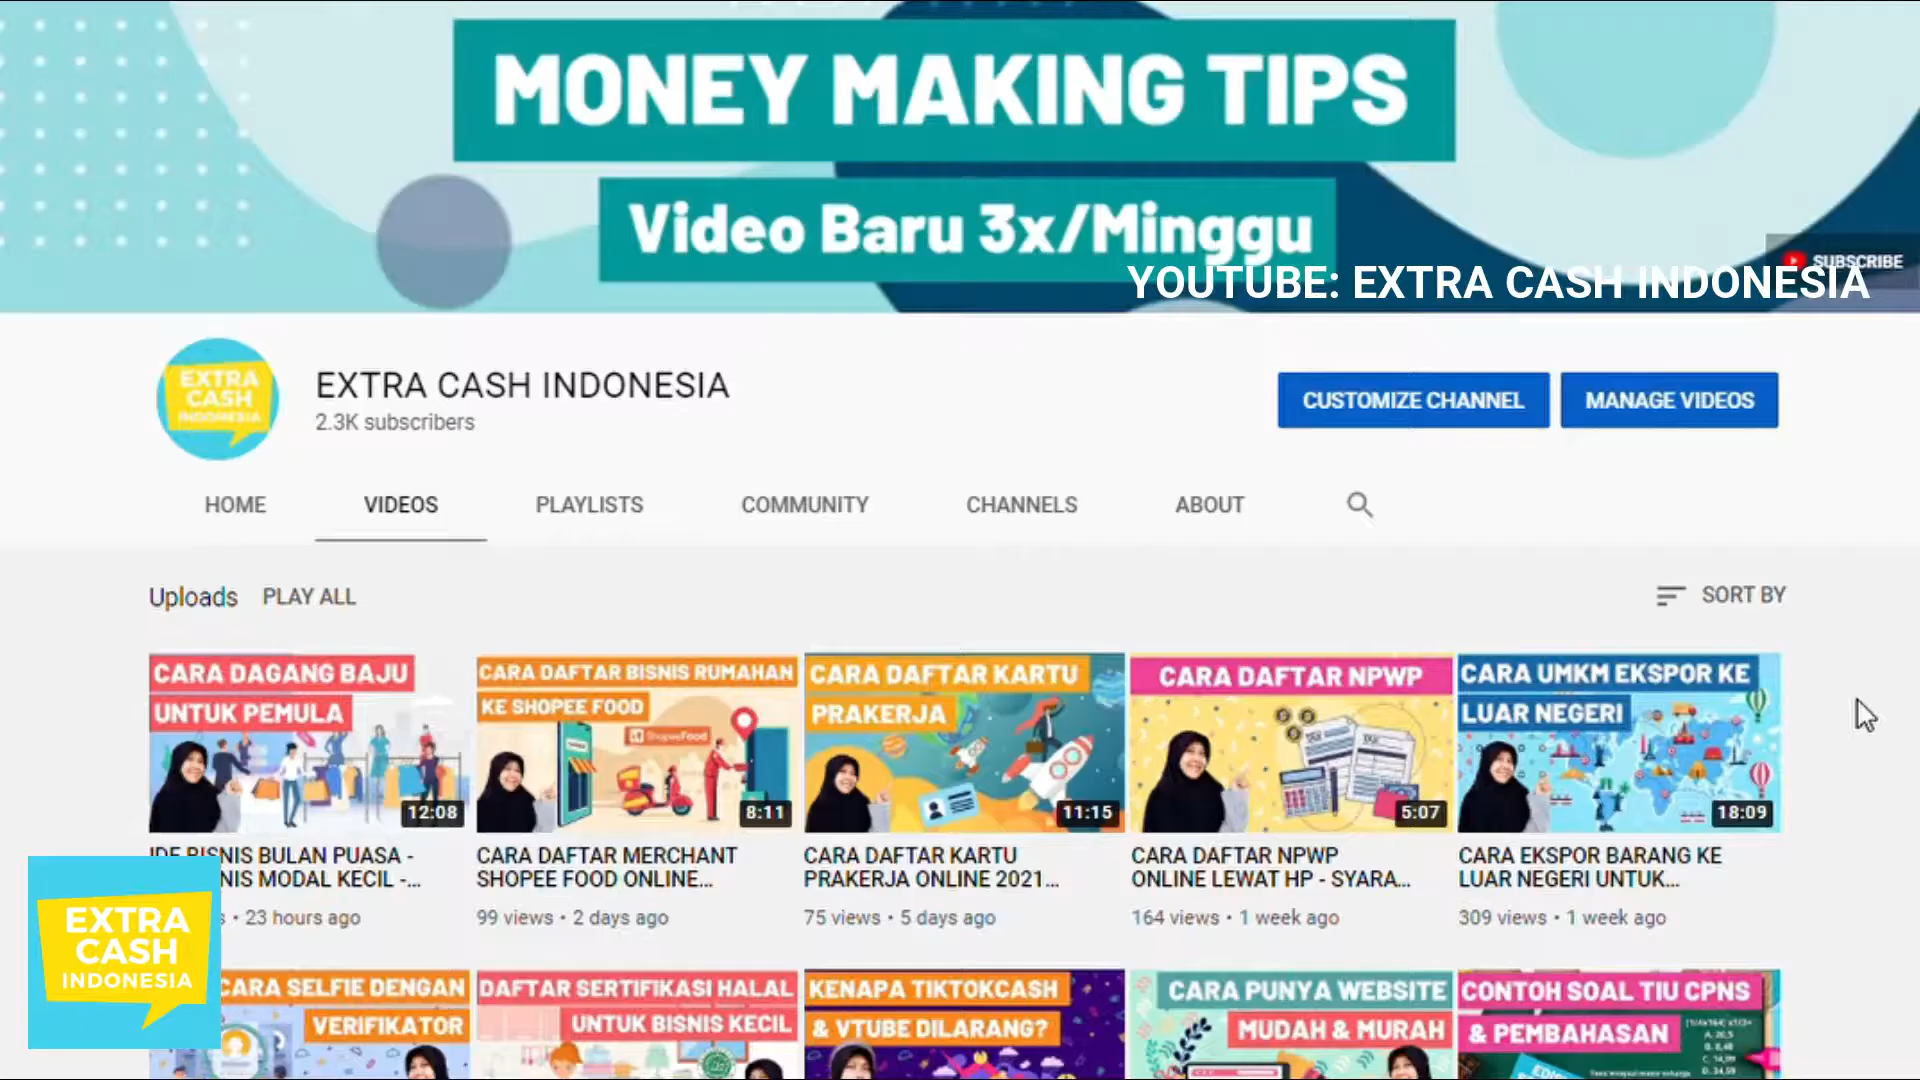 MONEY MAKING TIPS
Video Baru 3x/Minggu
SUBSCRIBE
YOUTUBE: EXTRA CASH INDONESIA
EXTRA
CASH
INDONESIA
EXTRA CASH INDONESIA
2.3K subscribers
CUSTOMIZE CHANNEL
MANAGE VIDEOS
HOME
VIDEOS
PLAYLISTS
COMMUNITY
CHANNELS
ABOUT
Uploads
PLAY ALL
SORT BY
CARA DAGANG BAJU
UNTUK PEMULA
12:08
BISNIS BULAN PUASA -
MODAL KECIL -...
23 hours ago
CARA DAFTAR BISNIS RUMAHAN
KE SHOPEE FOOD
ShopeeFood
8:11
CARA DAFTAR MERCHANT
SHOPEE FOOD ONLINE...
99 views • 2 days ago
CARA DAFTAR KARTU
PRAKERJA
11:15
CARA DAFTAR KARTU
PRAKERJA ONLINE 2021...
75 views • 5 days ago
CARA DAFTAR NPWP
5:07
CARA DAFTAR NPWP
ONLINE LEWAT HP - SYARA...
164 views • 1 week ago
CARA UMKM EKSPOR KE
LUAR NEGERI
18:09
CARA EKSPOR BARANG KE
LUAR NEGERI UNTUK...
309 views • 1 week ago
EXTRA
CASH
INDONESIA
CARA SELFIE DENGAN
VERIFIKATOR
DAFTAR SERTIFIKASI HALAL
UNTUK BISNIS KECIL
KENAPA TIKTOKCASH
& VTUBE DILARANG?
CARA PUNYA WEBSITE
MUDAH & MURAH
CONTOH SOAL TIU CPNS
& PEMBAHASAN